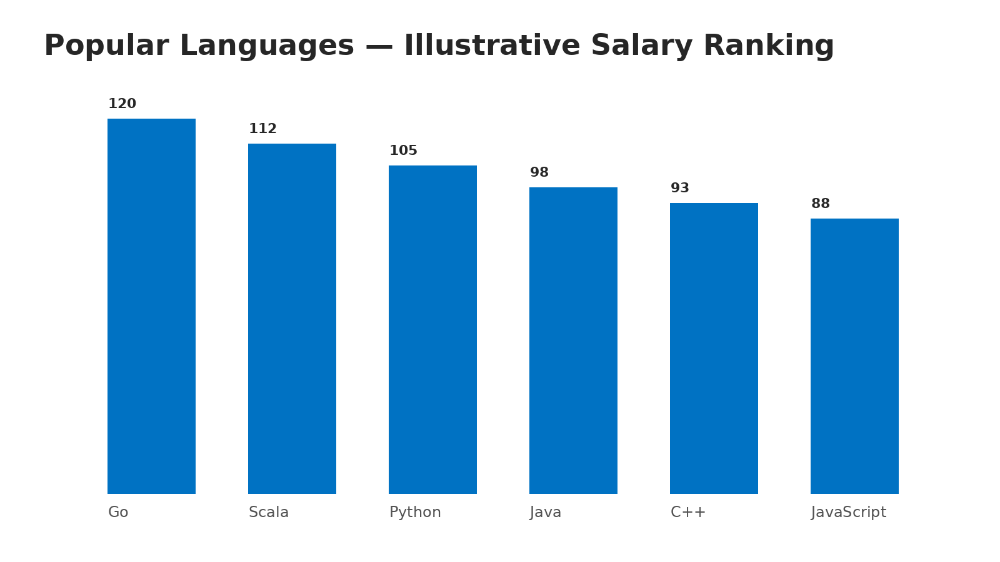 Popular Languages — Illustrative Salary Ranking
120
112
105
98
93
88
Go
Scala
Python
Java
C++
JavaScript